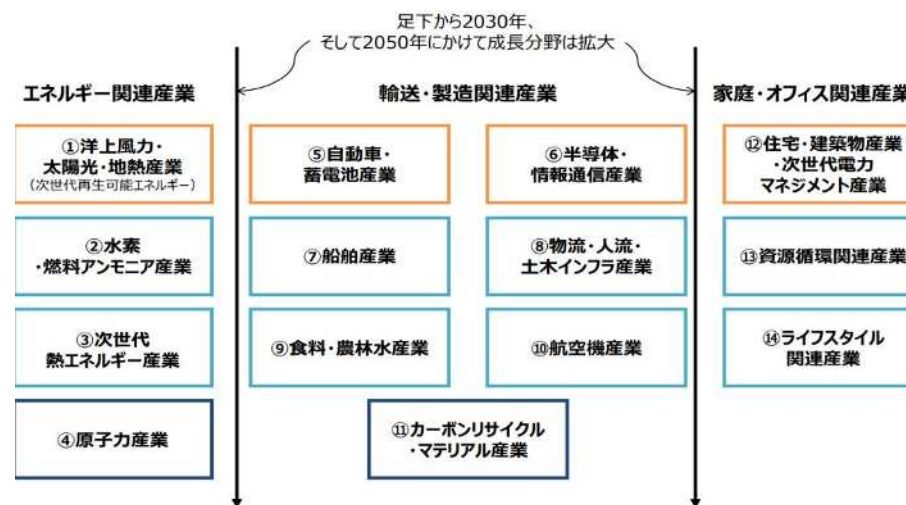 足下から2030年、
そして2050年にかけて成長分野は拡大
エネルギー関連産業
輸送・製造関連産業
家庭・オフィス関連産業
①洋上風力・
太陽光・地熱産業
(次世代再生可能エネルギー)
⑤自動車・
蓄電池産業
⑥半導体・
情報通信産業
⑫住宅・建築物産業
・次世代電力
マネジメント産業
②水素
・燃料アンモニア産業
⑦船舶産業
⑧物流・人流・
土木インフラ産業
⑬資源循環関連産業
③次世代
熱エネルギー産業
⑨食料・農林水産業
⑩航空機産業
⑭ライフスタイル
関連産業
④原子力産業
⑪カーボンリサイクル
・マテリアル産業